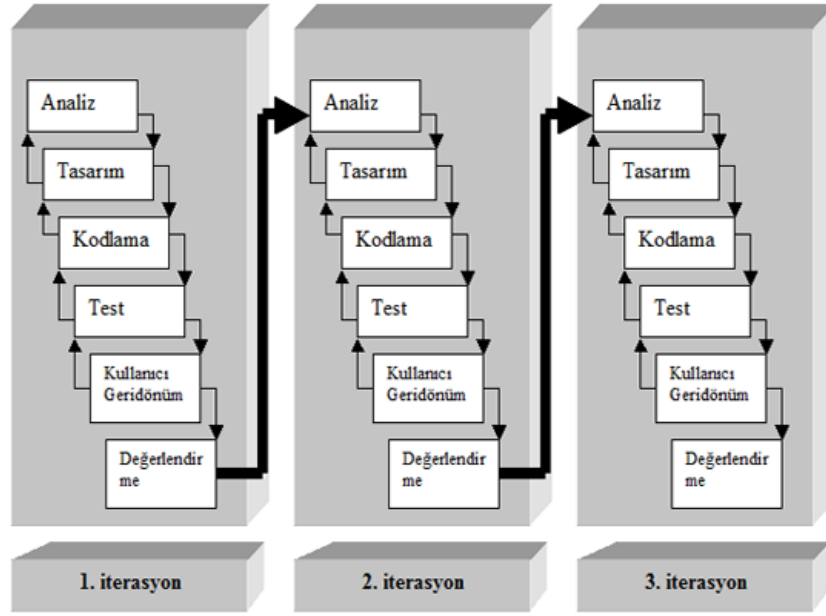 Analiz
Tasarım
Kodlama
Test
Kullanıcı
Geridönüm
Değerlendir
me
1. iterasyon
Analiz
Tasarım
Kodlama
Test
Kullanıcı
Geridönüm
Değerlendir
me
2. iterasyon
Analiz
Tasarım
Kodlama
Test
Kullanıcı
Geridönüm
Değerlendir
me
3. iterasyon